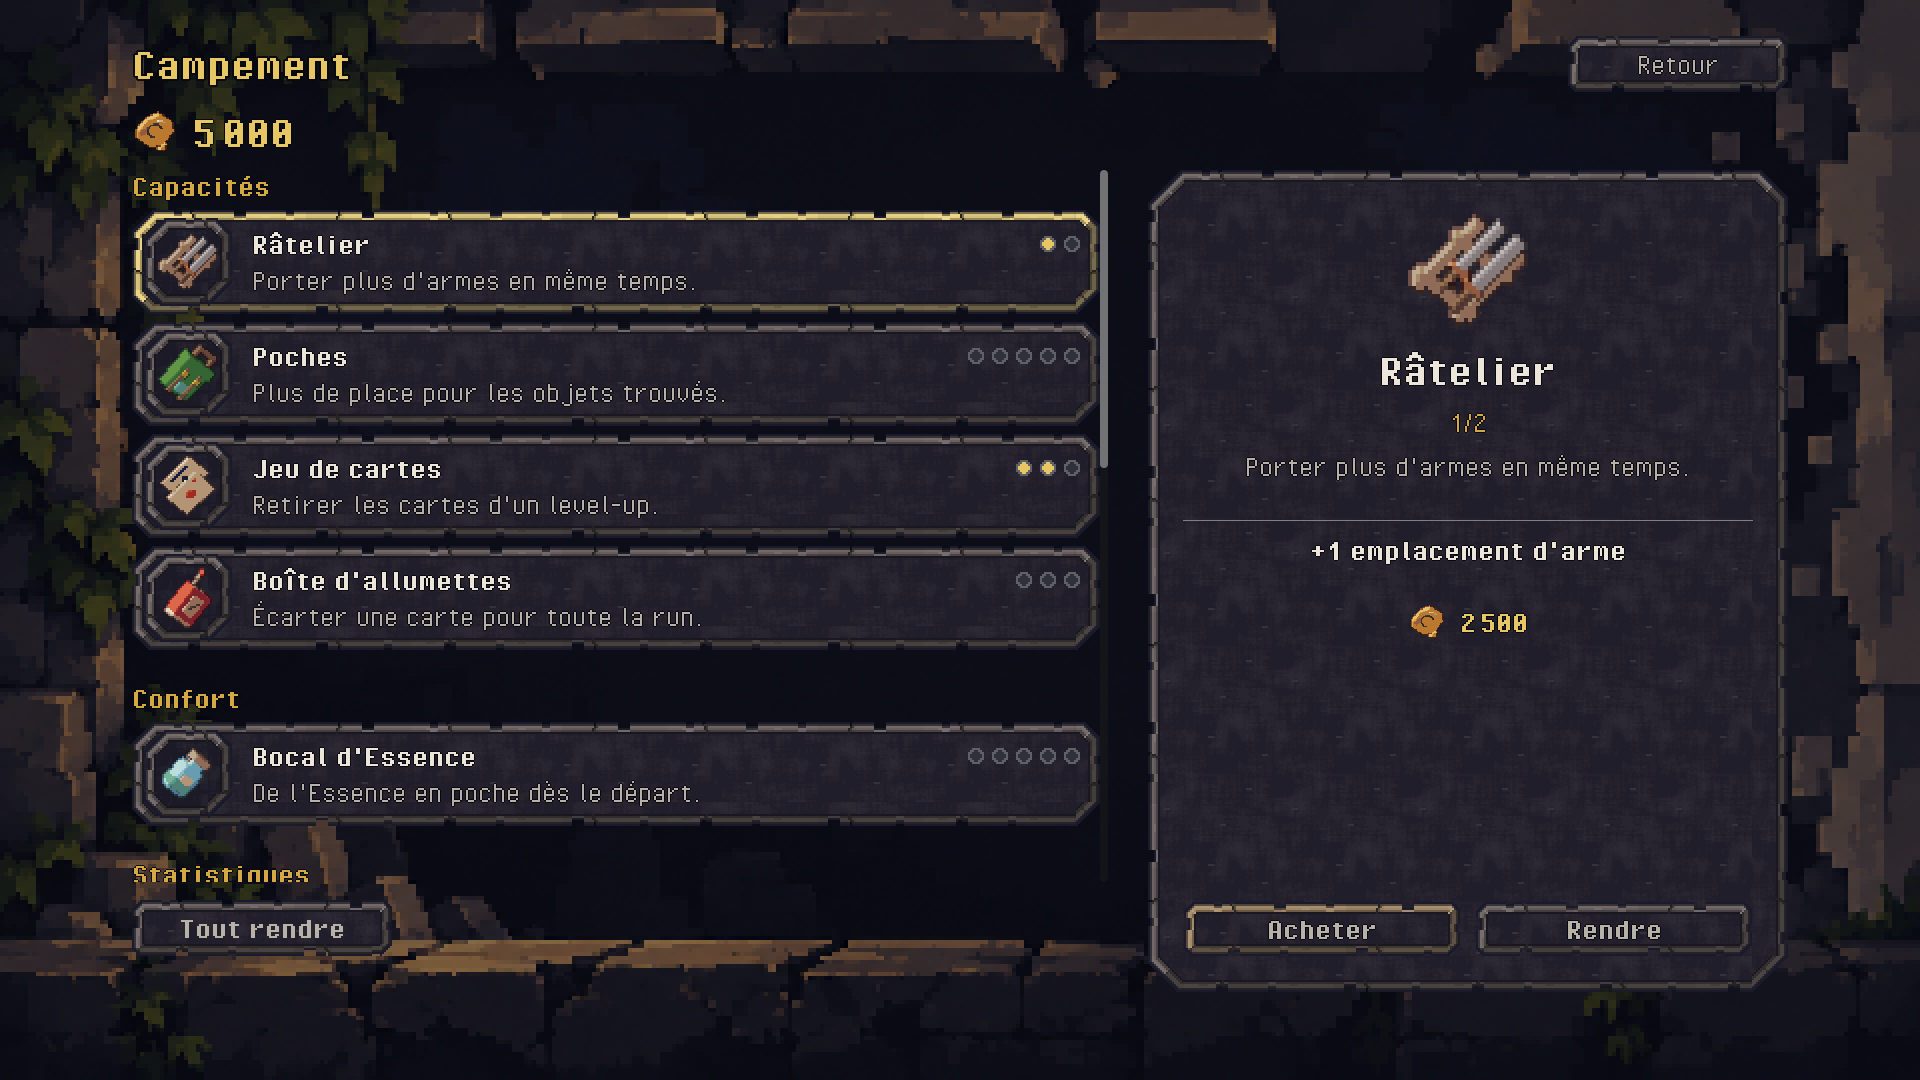 Campement
Retour
5 000
Capacités
Râtelier
Porter plus d'armes en même temps.
Poches
Plus de place pour les objets trouvés.
Jeu de cartes
Retirer les cartes d'un level-up.
Boîte d'allumettes
Écarter une carte pour toute la run.
Confort
Bocal d'Essence
De l'Essence en poche dès le départ.
Statistiques
Tout rendre
Râtelier
1/2
Porter plus d'armes en même temps.
+1 emplacement d'arme
2 500
Acheter
Rendre